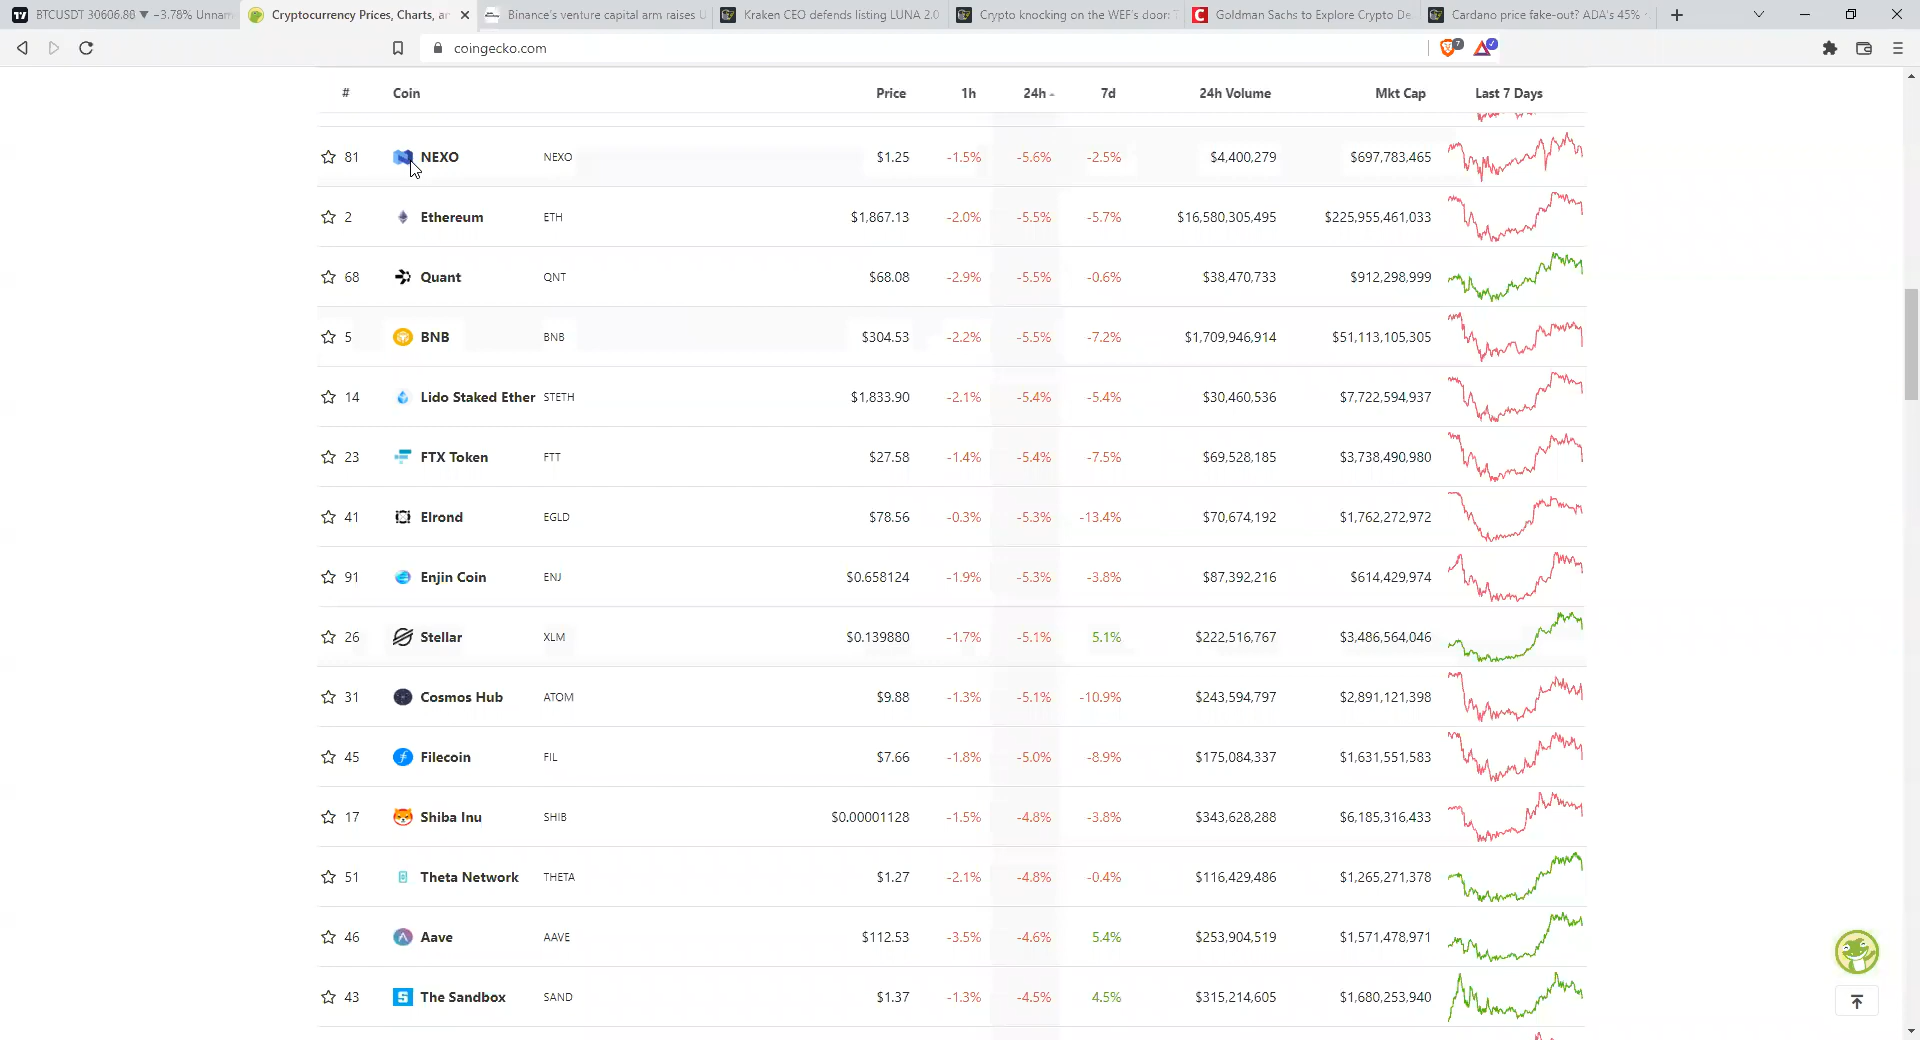 BTCUSDT 30606.88 ▼ −3.78% Unnam
Cryptocurrency Prices, Charts, an
Binance's venture capital arm raises U
Kraken CEO defends listing LUNA 2.0
Crypto knocking on the WEF's door:
Goldman Sachs to Explore Crypto De
Cardano price fake-out? ADA's 45%
coingecko.com
7
# Coin Price 1h 24h 7d 24h Volume Mkt Cap Last 7 Days
81 NEXO NEXO $1.25 -1.5% -5.6% -2.5% $4,400,279 $697,783,465
2 Ethereum ETH $1,867.13 -2.0% -5.5% -5.7% $16,580,305,495 $225,955,461,033
68 Quant QNT $68.08 -2.9% -5.5% -0.6% $38,470,733 $912,298,999
5 BNB BNB $304.53 -2.2% -5.5% -7.2% $1,709,946,914 $51,113,105,305
14 Lido Staked Ether STETH $1,833.90 -2.1% -5.4% -5.4% $30,460,536 $7,722,594,937
23 FTX Token FTT $27.58 -1.4% -5.4% -7.5% $69,528,185 $3,738,490,980
41 Elrond EGLD $78.56 -0.3% -5.3% -13.4% $70,674,192 $1,762,272,972
91 Enjin Coin ENJ $0.658124 -1.9% -5.3% -3.8% $87,392,216 $614,429,974
26 Stellar XLM $0.139880 -1.7% -5.1% 5.1% $222,516,767 $3,486,564,046
31 Cosmos Hub ATOM $9.88 -1.3% -5.1% -10.9% $243,594,797 $2,891,121,398
45 Filecoin FIL $7.66 -1.8% -5.0% -8.9% $175,084,337 $1,631,551,583
17 Shiba Inu SHIB $0.00001128 -1.5% -4.8% -3.8% $343,628,288 $6,185,316,433
51 Theta Network THETA $1.27 -2.1% -4.8% -0.4% $116,429,486 $1,265,271,378
46 Aave AAVE $112.53 -3.5% -4.6% 5.4% $253,904,519 $1,571,478,971
43 The Sandbox SAND $1.37 -1.3% -4.5% 4.5% $315,214,605 $1,680,253,940